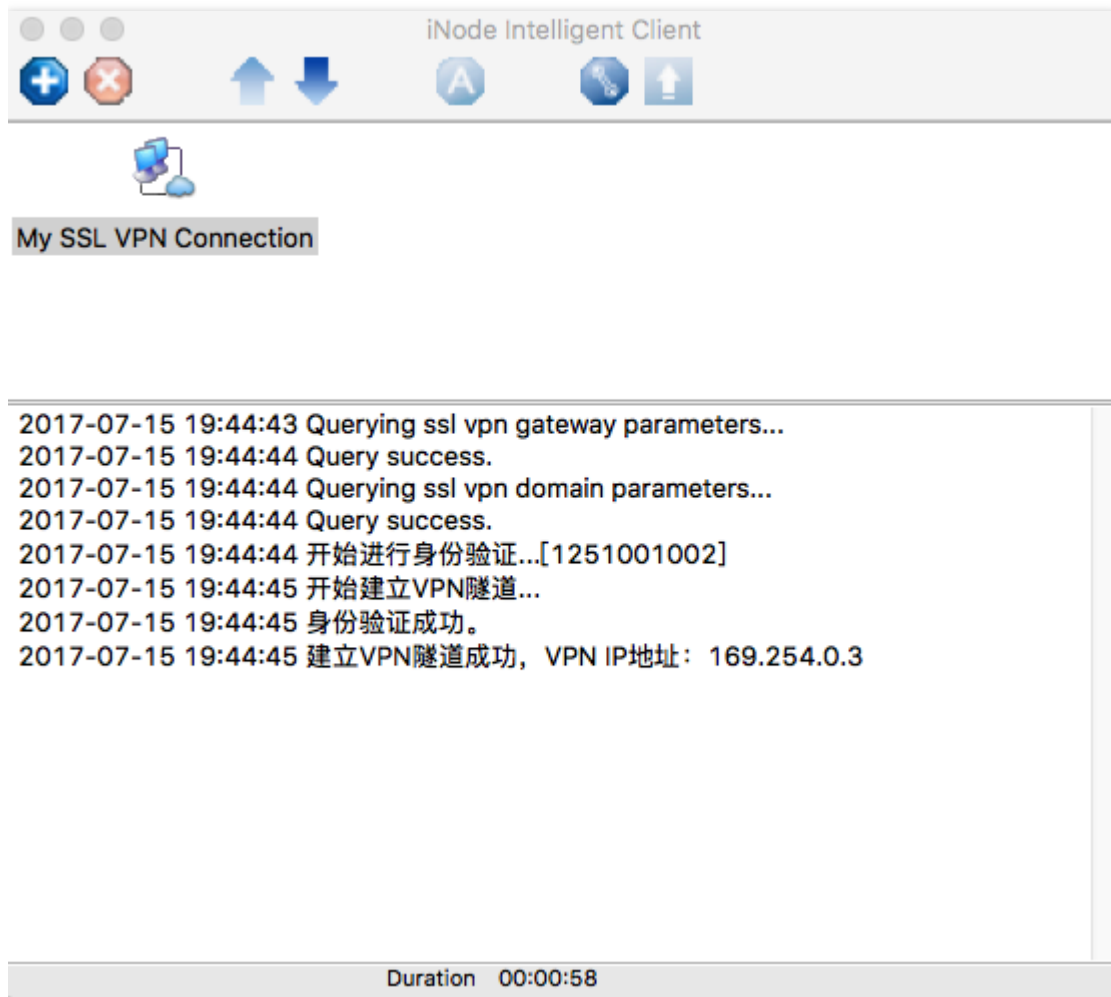 iNode Intelligent Client
A
My SSL VPN Connection
2017-07-15 19:44:43 Querying ssl vpn gateway parameters...
2017-07-15 19:44:44 Query success.
2017-07-15 19:44:44 Querying ssl vpn domain parameters...
2017-07-15 19:44:44 Query success.
2017-07-15 19:44:44 开始进行身份验证...[1251001002]
2017-07-15 19:44:45 开始建立VPN隧道...
2017-07-15 19:44:45 身份验证成功。
2017-07-15 19:44:45 建立VPN隧道成功，VPN IP地址：169.254.0.3
Duration 00:00:58